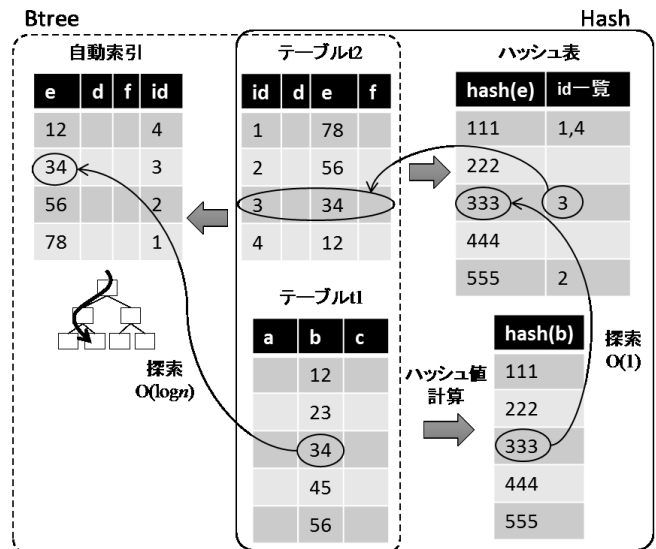 Btree
Hash
自動索引
e d f id
12 4
34 3
56 2
78 1
テーブルt2
id d e f
1 78
2 56
3 34
4 12
ハッシュ表
hash(e) id一覧
111 1,4
222
333 3
444
555 2
探索
O(logn)
テーブルt1
a b c
12
23
34
45
56
ハッシュ値
計算
hash(b)
111
222
333
444
555
探索
O(1)